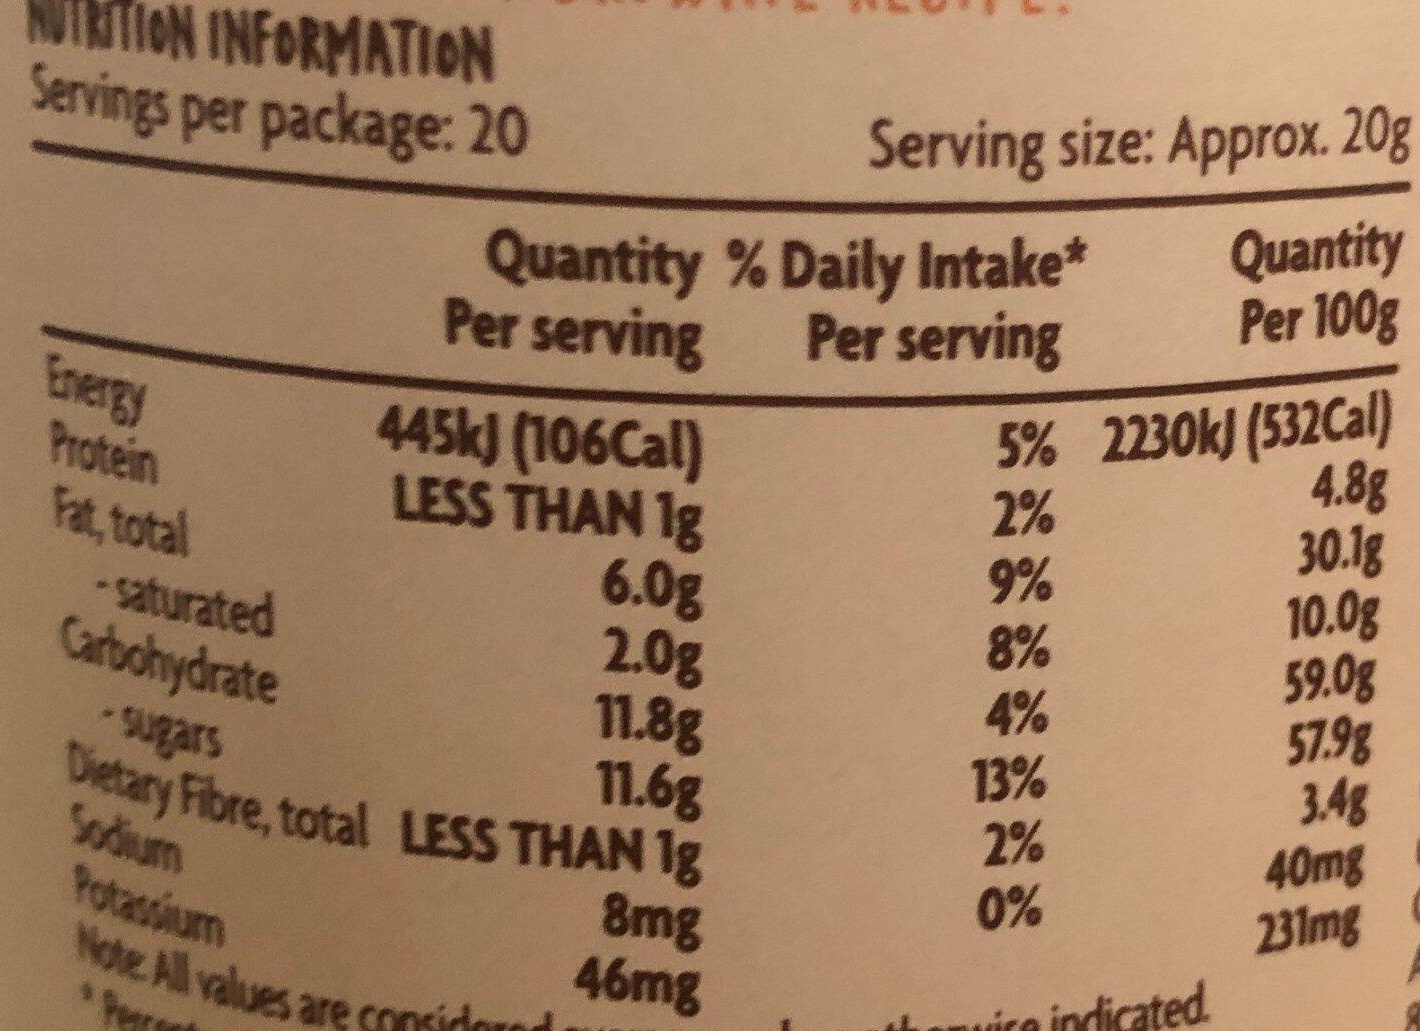 RECIPE.
NUTRITION INFORMATION
Servings per package: 20 Serving size: Approx. 20g
Quantity % Daily Intake* Quantity
Per serving Per serving Per 100g
Energy 445kJ (106Cal) 5% 2230kJ (532Cal)
Protein LESS THAN 1g 2% 4.8g
Fat, total 6.0g 9% 30.1g
- saturated 2.0g 8% 10.0g
Carbohydrate 11.8g 4% 59.0g
- sugars 11.6g 13% 57.9g
Dietary Fibre, total LESS THAN 1g 2% 3.4g
Sodium 8mg 0% 40mg
Potassium 46mg 231mg
Note: All values are considered otherwise indicated.